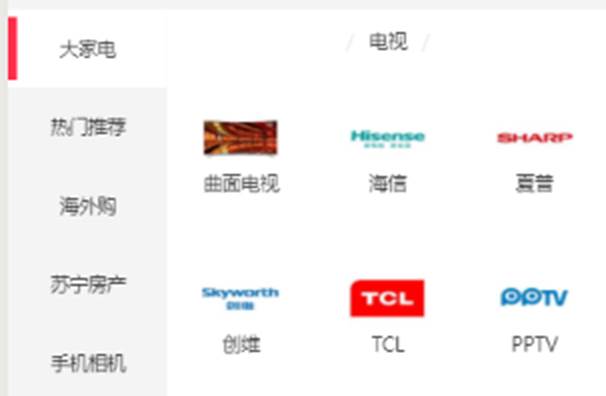 大家电
热门推荐
海外购
苏宁房产
手机相机
/ 电视 /
Hisense
SHARP
曲面电视
海信
夏普
Skyworth
创维
TCL
PPTV
创维
TCL
PPTV